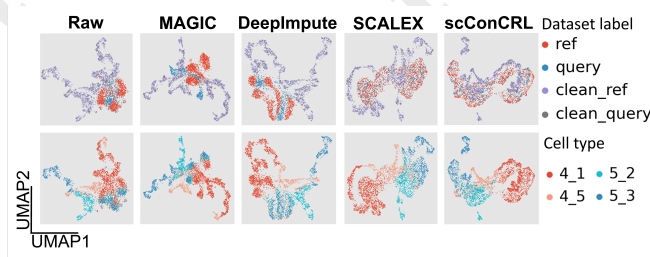 Raw MAGIC DeepImpute SCALEX scConCRL
Dataset label
ref
query
clean_ref
clean_query
Cell type
4_1 5_2
4_5 5_3
UMAP2
UMAP1